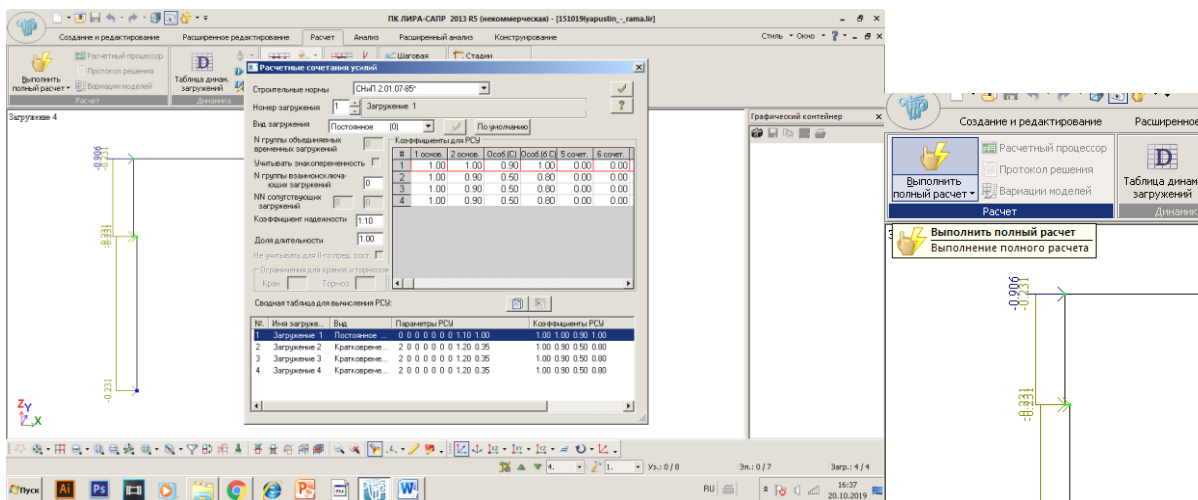 ПК ЛИРА-САПР 2013 R5 (некоммерческая) - [151019lyapustin_-_rama.lir]
Создание и редактирование Расширенное редактирование Расчет Анализ Расширенный анализ Конструирование Стиль Окно ?
Выполнить полный расчет
Расчетный процессор
Протокол решения
Вариации моделей
Расчет
D
Таблица динам. загружений
Динамика
Шаговая
Стадии
Загружение 4
-0.906
-0.231
-0.231
-0.231
-0.231
Z
Y
X
Расчетные сочетания усилий
Строительные нормы СНиП 2.01.07-85*
Номер загружения 1 Загружение 1
?
Вид загружения Постоянное (0) По умолчанию
N группы объединяемых временных загружений 0
Учитывать знакопеременность
N группы взаимоисключающих загружений 0
NN сопутствующих загружений 0 0
Коэффициент надежности 1.10
Доля длительности 1.00
Не учитывать для II-го пред. сост.
Ограничения для кранов и тормозов
Кран Тормоз
Коэффициенты для РСУ
# 1 основ. 2 основ. Особ.(С) Особ.(б С) 5 сочет. 6 сочет.
1 1.00 1.00 0.90 1.00 0.00 0.00
2 1.00 0.90 0.50 0.80 0.00 0.00
3 1.00 0.90 0.50 0.80 0.00 0.00
4 1.00 0.90 0.50 0.80 0.00 0.00
Сводная таблица для вычисления РСУ:
№. Имя загруже... Вид Параметры РСУ Коэффициенты РСУ
1 Загружение 1 Постоянное ... 0 0 0 0 0 0 1.10 1.00 1.00 1.00 0.90 1.00
2 Загружение 2 Кратковреме... 2 0 0 0 0 0 1.20 0.35 1.00 0.90 0.50 0.80
3 Загружение 3 Кратковреме... 2 0 0 0 0 0 1.20 0.35 1.00 0.90 0.50 0.80
4 Загружение 4 Кратковреме... 2 0 0 0 0 0 1.20 0.35 1.00 0.90 0.50 0.80
Графический контейнер
4. 1. Уз.: 0 / 8 Эл.: 0 / 7 Загр.: 4 / 4
Пуск Ai Ps RU 16:37
20.10.2019
Создание и редактирование Расширенное
Выполнить полный расчет
Расчетный процессор
Протокол решения
Вариации моделей
Расчет
D
Таблица динам загружений
Динамик
Выполнить полный расчет
Выполнение полного расчета
-0.906
-0.231
-0.231
-0.231